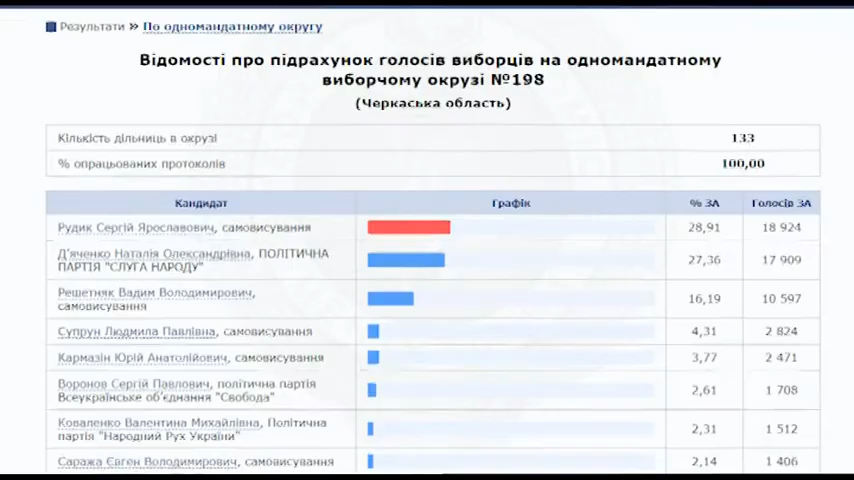 Результати » По одномандатному округу
Відомості про підрахунок голосів виборців на одномандатному
виборчому окрузі №198
(Черкаська область)
Кількість дільниць в окрузі 133
% опрацьованих протоколів 100,00
Кандидат Графік % ЗА Голосів ЗА
Рудик Сергій Ярославович, самовисування 28,91 18 924
Д'яченко Наталія Олександрівна, ПОЛІТИЧНА
ПАРТІЯ "СЛУГА НАРОДУ" 27,36 17 909
Решетняк Вадим Володимирович,
самовисування 16,19 10 597
Супрун Людмила Павлівна, самовисування 4,31 2 824
Кармазін Юрій Анатолійович, самовисування 3,77 2 471
Воронов Сергій Павлович, політична партія
Всеукраїнське об'єднання "Свобода" 2,61 1 708
Коваленко Валентина Михайлівна, Політична
партія "Народний Рух України" 2,31 1 512
Саража Євген Володимирович, самовисування 2,14 1 406